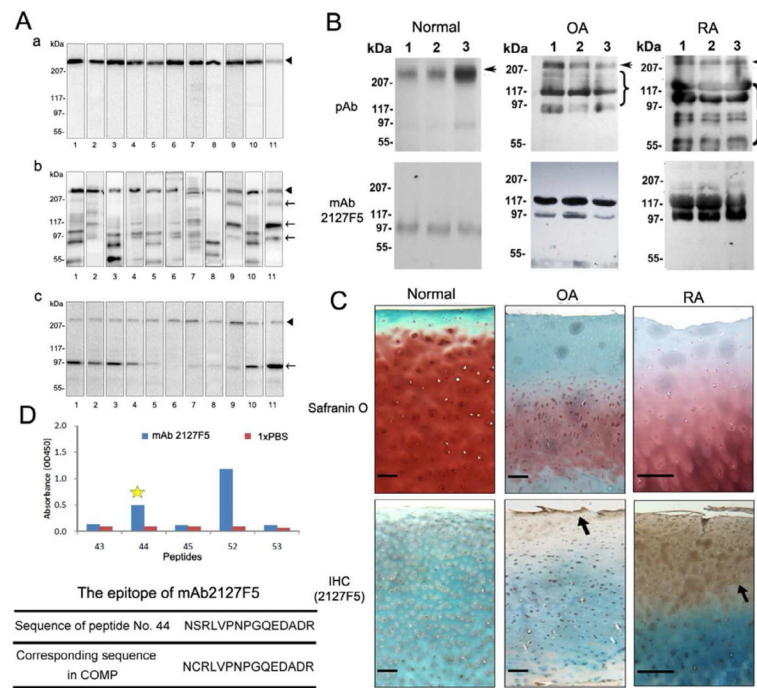 A
a
kDa
207-
117-
97-
55-
1 2 3 4 5 6 7 8 9 10 11
b
kDa
207-
117-
97-
55-
1 2 3 4 5 6 7 8 9 10 11
c
kDa
207-
97-
55-
1 2 3 4 5 6 7 8 9 10 11
B
Normal OA RA
kDa 1 2 3 kDa 1 2 3 kDa 1 2 3
pAb
207-
117-
97-
55-
207-
117-
97-
55-
207-
117-
97-
55-
mAb
2127F5
207-
117-
97-
55-
207-
117-
97-
55-
207-
117-
97-
55-
C
Normal OA RA
Safranin O
IHC
(2127F5)
D
mAb 2127F5 1xPBS
Absorbance (OD450)
2.0
1.5
1.0
0.5
0.0
43 44 45 52 53
Peptides
The epitope of mAb2127F5
Sequence of peptide No. 44 NSRLVPNPGQEDADR
Corresponding sequence
in COMP NCRLVPNPGQEDADR